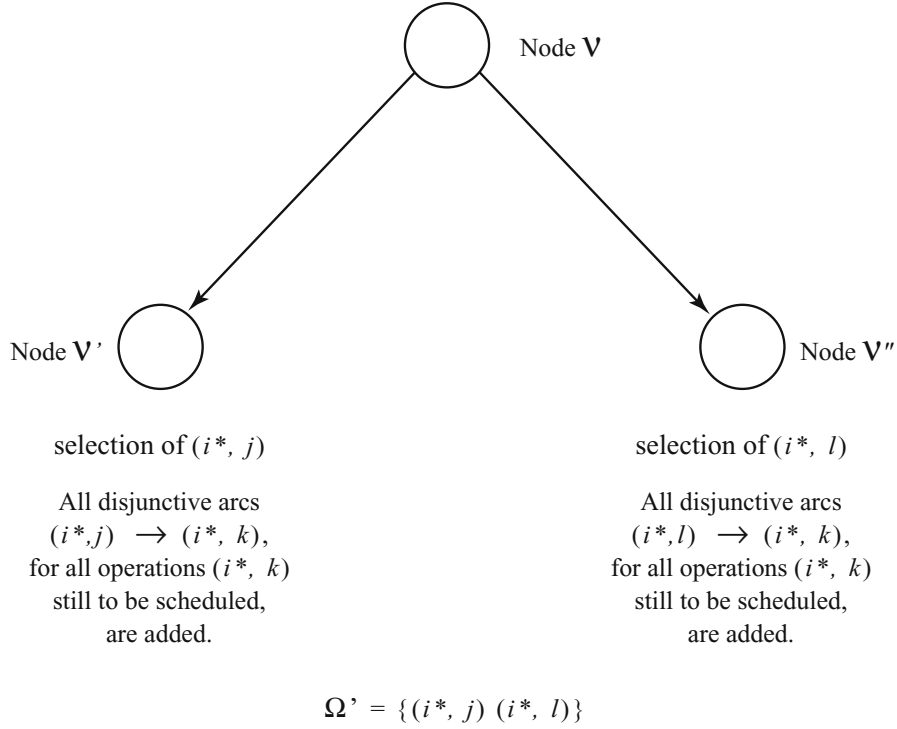 Node V
Node V'
Node V"
selection of (i*, j)
All disjunctive arcs
(i*,j) → (i*, k),
for all operations (i*, k)
still to be scheduled,
are added.
selection of (i*, l)
All disjunctive arcs
(i*,l) → (i*, k),
for all operations (i*, k)
still to be scheduled,
are added.
Ω' = {(i*, j) (i*, l)}